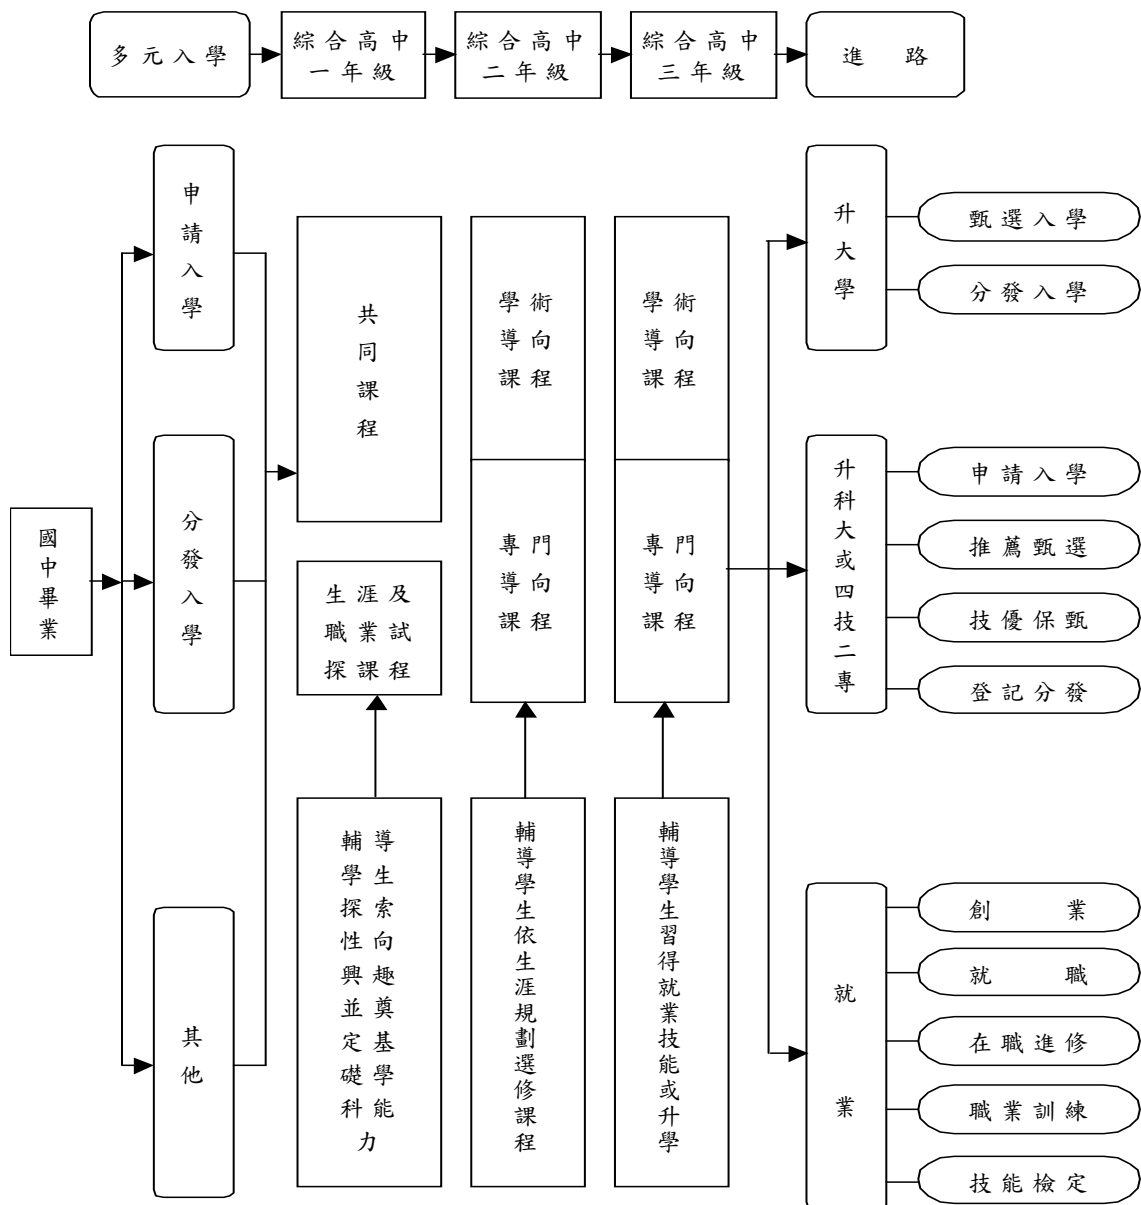 多元入學
綜合高中
一年級
綜合高中
二年級
綜合高中
三年級
進路
國中畢業
申請入學
分發入學
其他
共同課程
生涯及
職業試
探課程
輔導
學生
探索
性向
興趣
並奠
定基
礎學
科能
力
學術
導向
課程
專門
導向
課程
輔導學生依生涯規劃選修課程
學術
導向
課程
專門
導向
課程
輔導學生習得就業技能或升學
升大學
甄選入學
分發入學
升科大或四技二專
申請入學
推薦甄選
技優保甄
登記分發
就業
創業
就職
在職進修
職業訓練
技能檢定